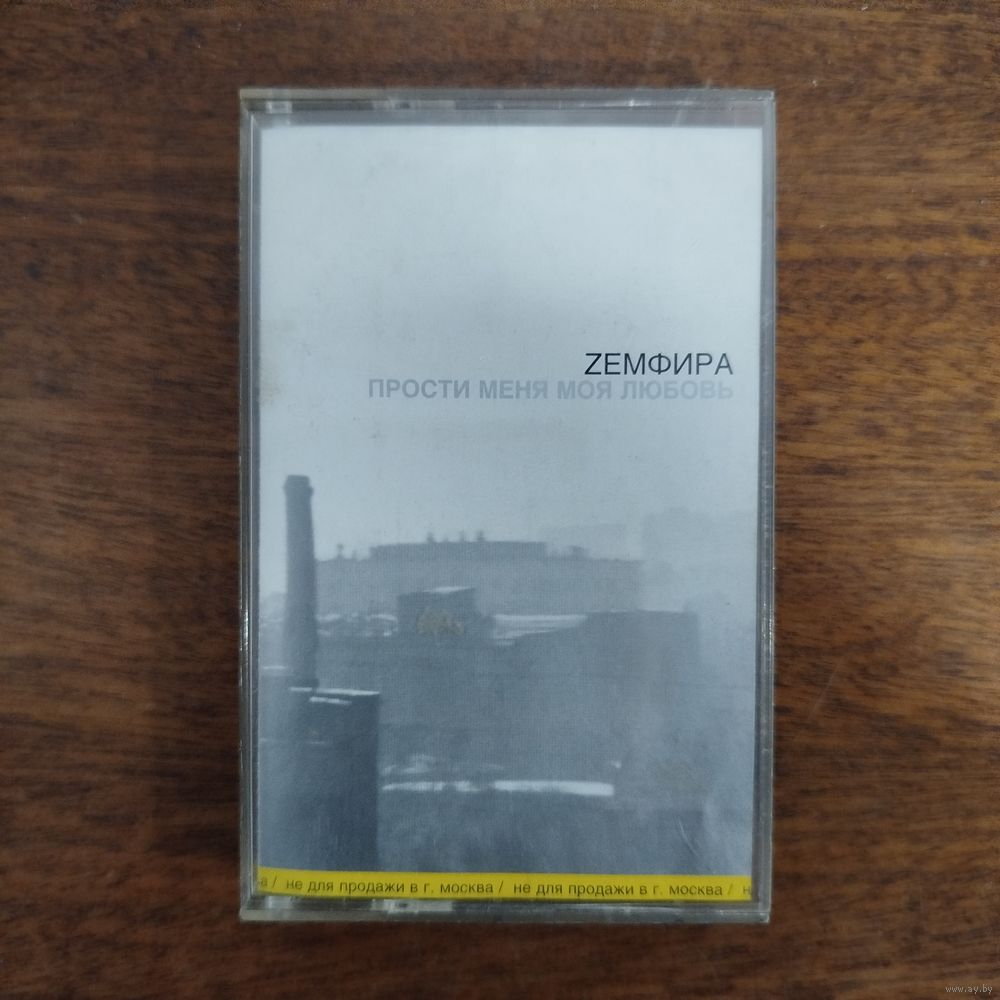 ZЕМФИРА
ПРОСТИ МЕНЯ МОЯ ЛЮБОВЬ
а / не для продажи в г. москва / не для продажи в г. москва / н
www.ay.by